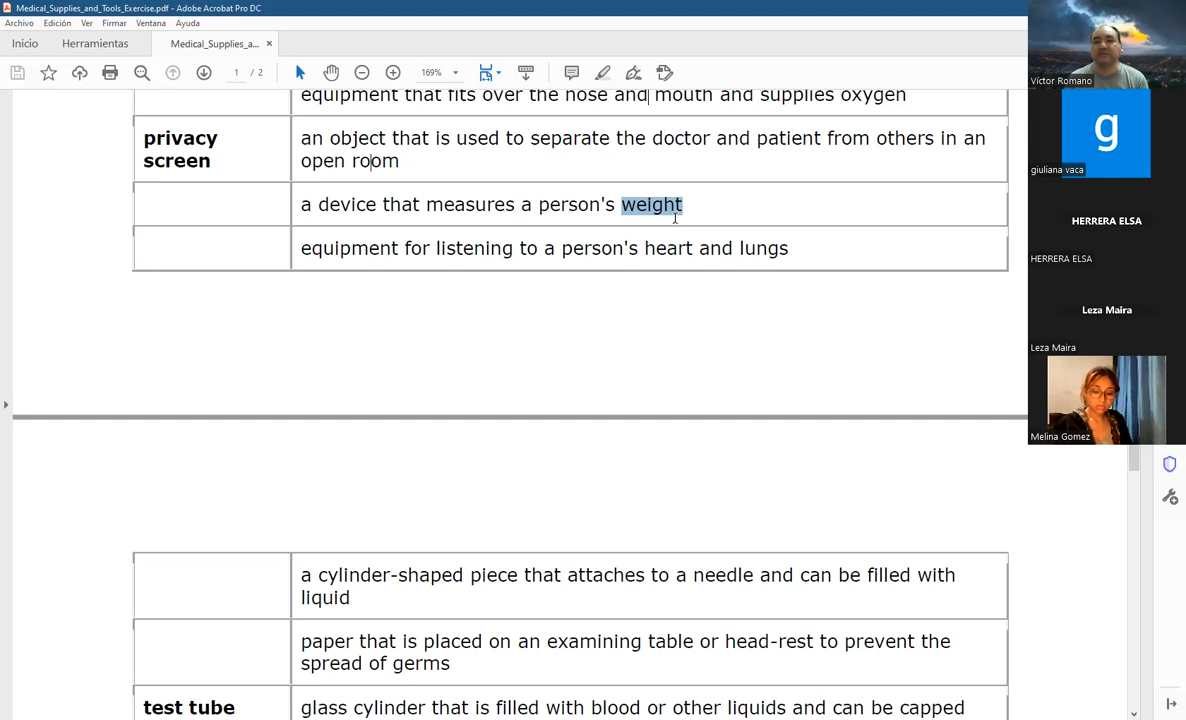 Medical_Supplies_and_Tools_Exercise.pdf - Adobe Acrobat Pro DC
Archivo Edición Ver Firmar Ventana Ayuda
Inicio Herramientas Medical_Supplies_a... ×
1 / 2 169%
equipment that fits over the nose and mouth and supplies oxygen
privacy screen
an object that is used to separate the doctor and patient from others in an
open room
a device that measures a person's weight
equipment for listening to a person's heart and lungs
a cylinder-shaped piece that attaches to a needle and can be filled with
liquid
paper that is placed on an examining table or head-rest to prevent the
spread of germs
test tube
glass cylinder that is filled with blood or other liquids and can be capped
Víctor Romano
g
giuliana vaca
HERRERA ELSA
HERRERA ELSA
Leza Maira
Leza Maira
Melina Gomez